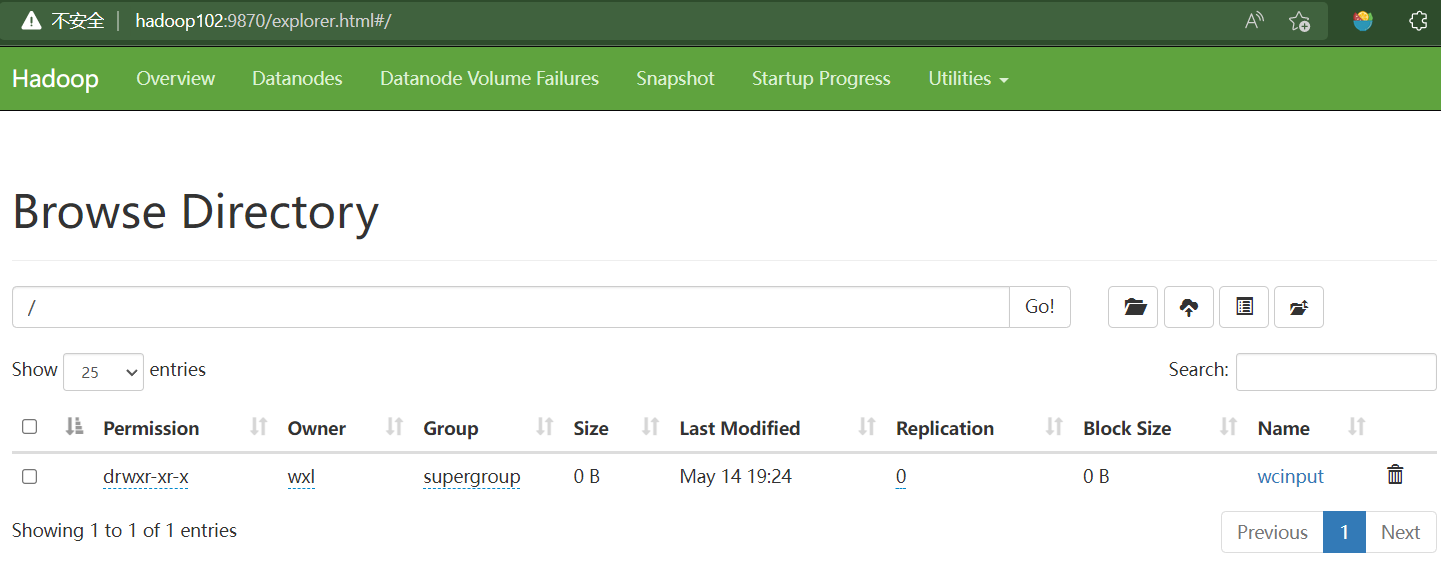 不安全 hadoop102:9870/explorer.html#/
Hadoop Overview Datanodes Datanode Volume Failures Snapshot Startup Progress Utilities
Browse Directory
/ Go!
Show 25 entries Search:
Permission Owner Group Size Last Modified Replication Block Size Name
drwxr-xr-x wxl supergroup 0 B May 14 19:24 0 0 B wcinput
Showing 1 to 1 of 1 entries Previous 1 Next